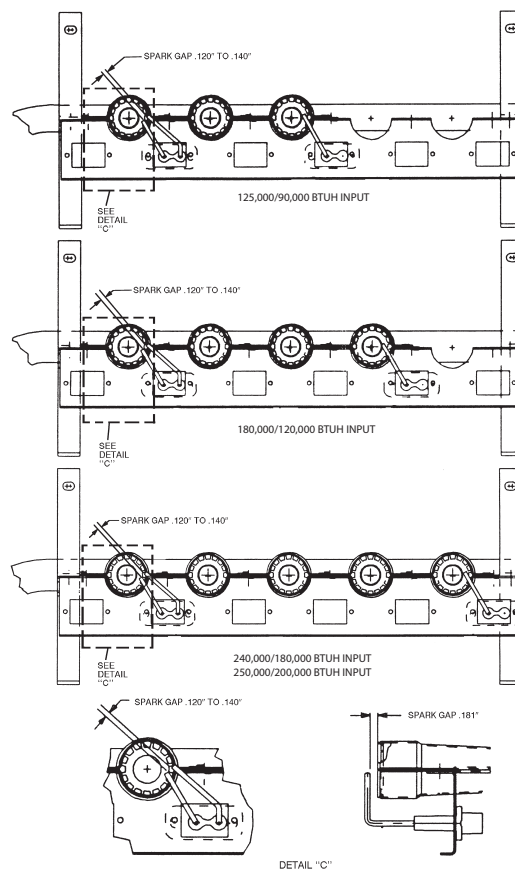 SPARK GAP .120" TO .140"
SEE
DETAIL
"C"
125,000/90,000 BTUH INPUT
SPARK GAP .120" TO .140"
SEE
DETAIL
"C"
180,000/120,000 BTUH INPUT
SPARK GAP .120" TO .140"
SEE
DETAIL
"C"
240,000/180,000 BTUH INPUT
250,000/200,000 BTUH INPUT
SPARK GAP .120" TO .140"
SPARK GAP .181"
DETAIL "C"